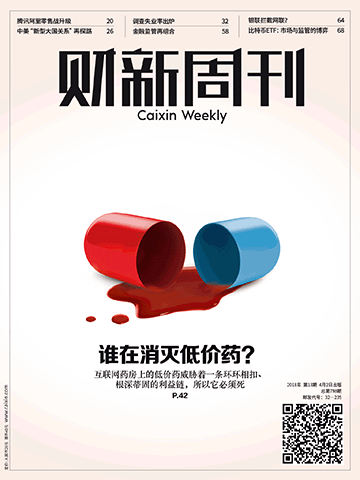 腾讯阿里零售战升级 20
中美“新型大国关系”再探路 26
调查失业率出炉 32
金融监管再组合 58
银联拦截网联? 64
比特币ETF：市场与监管的博弈 68
财新周刊
Caixin Weekly
谁在消灭低价药？
互联网药房上的低价药威胁着一条环环相扣、
根深蒂固的利益链，所以它必须死
P.42
2018年 第13期 4月2日出版
邮发代号：32－235